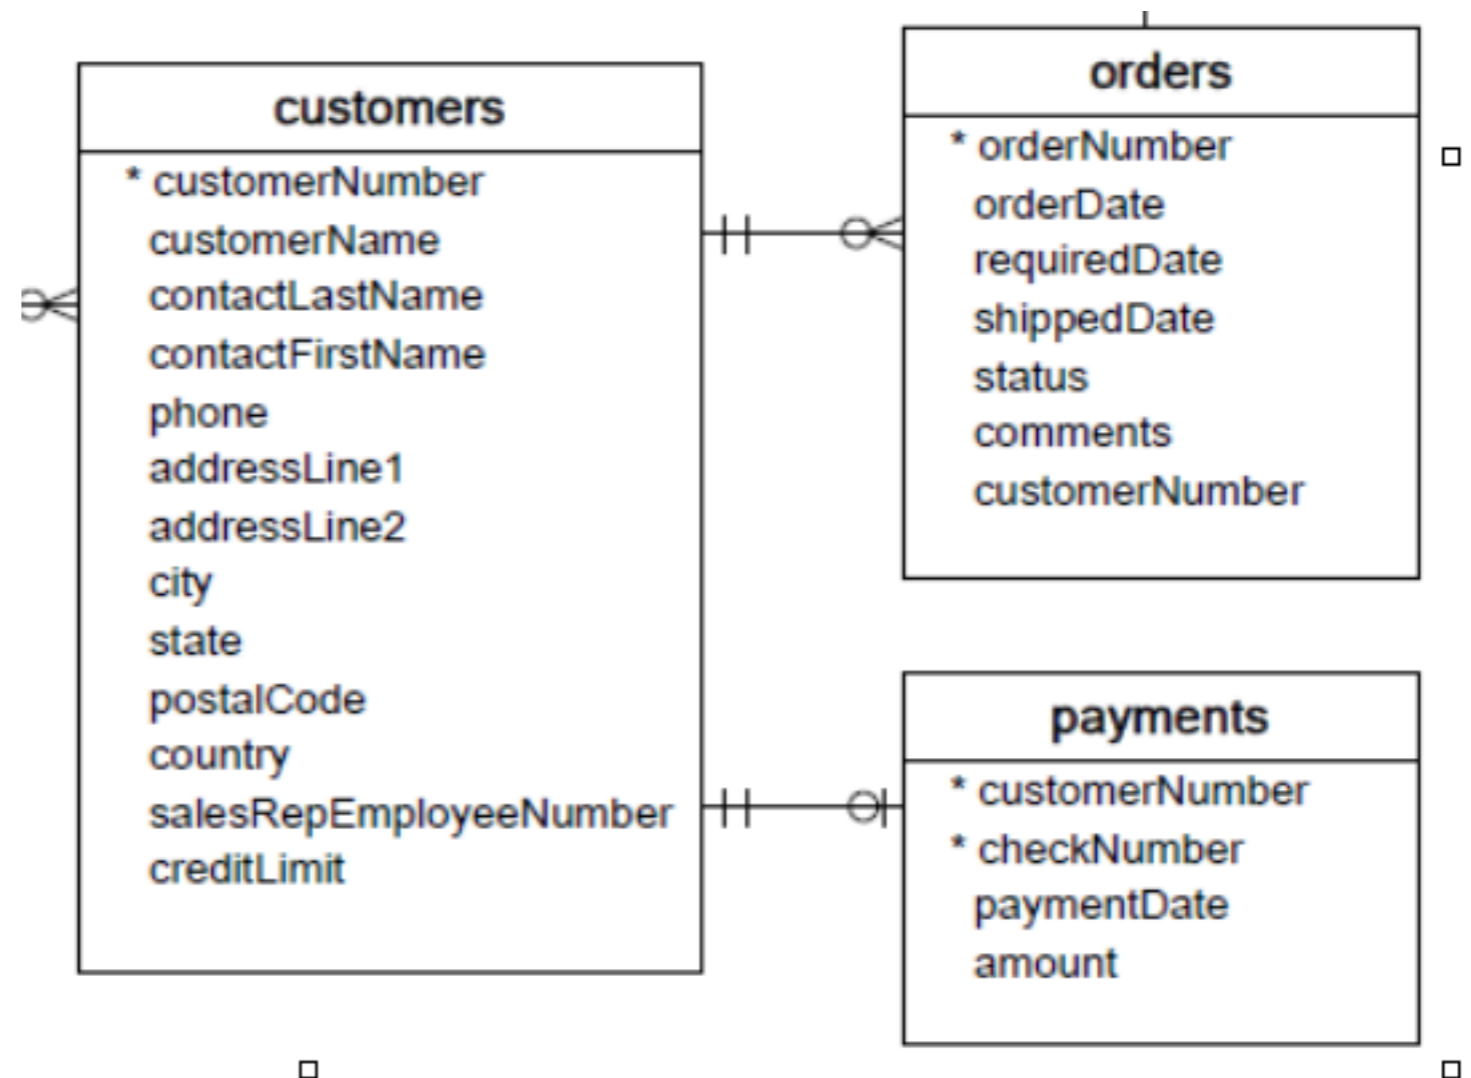 customers
* customerNumber
customerName
contactLastName
contactFirstName
phone
addressLine1
addressLine2
city
state
postalCode
country
salesRepEmployeeNumber
creditLimit
orders
* orderNumber
orderDate
requiredDate
shippedDate
status
comments
customerNumber
payments
* customerNumber
* checkNumber
paymentDate
amount